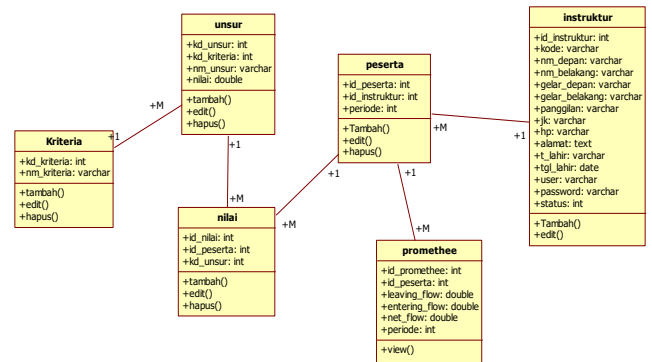 unsur
+kd_unsur: int
+kd_kriteria: int
+nm_unsur: varchar
+nilai: double
+tambah()
+edit()
+hapus()
+M
+1
Kriteria
+kd_kriteria: int
+nm_kriteria: varchar
+tambah()
+edit()
+hapus()
+1
+M
nilai
+id_nilai: int
+id_peserta: int
+kd_unsur: int
+tambah()
+edit()
+hapus()
+M
+1
peserta
+id_peserta: int
+id_instruktur: int
+periode: int
+Tambah()
+edit()
+hapus()
+M
+1
+1
+M
promethee
+id_promethee: int
+id_peserta: int
+leaving_flow: double
+entering_flow: double
+net_flow: double
+periode: int
+view()
instruktur
+id_instruktur: int
+kode: varchar
+nm_depan: varchar
+nm_belakang: varchar
+gelar_depan: varchar
+gelar_belakang: varchar
+panggilan: varchar
+jk: varchar
+hp: varchar
+alamat: text
+t_lahir: varchar
+tgl_lahir: date
+user: varchar
+password: varchar
+status: int
+Tambah()
+edit()